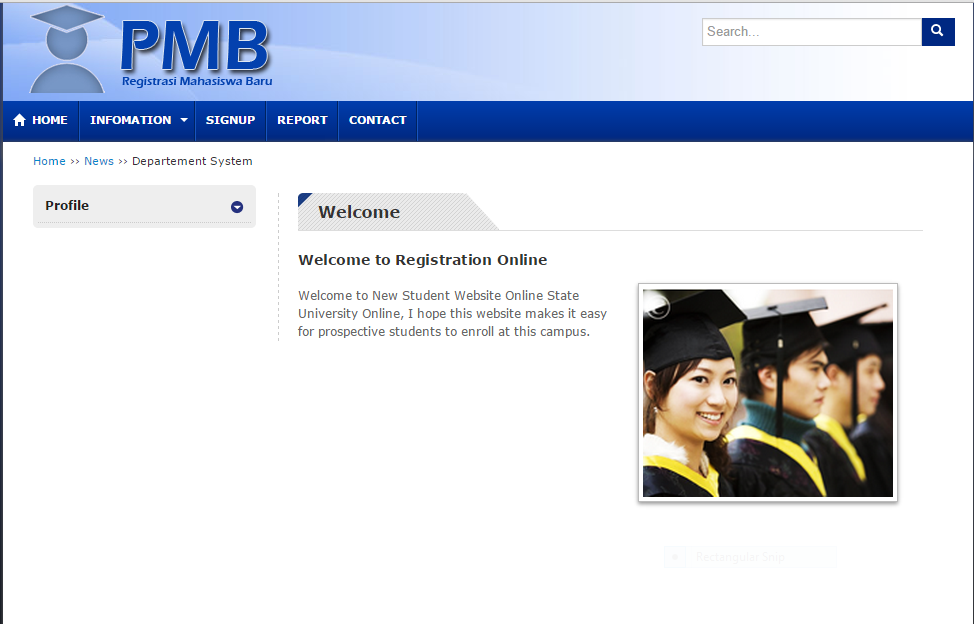 PMB
Registrasi Mahasiswa Baru
Search...
HOME INFOMATION SIGNUP REPORT CONTACT
Home >> News >> Departement System
Profile
Welcome
Welcome to Registration Online
Welcome to New Student Website Online State
University Online, I hope this website makes it easy
for prospective students to enroll at this campus.
Rectangular Snip